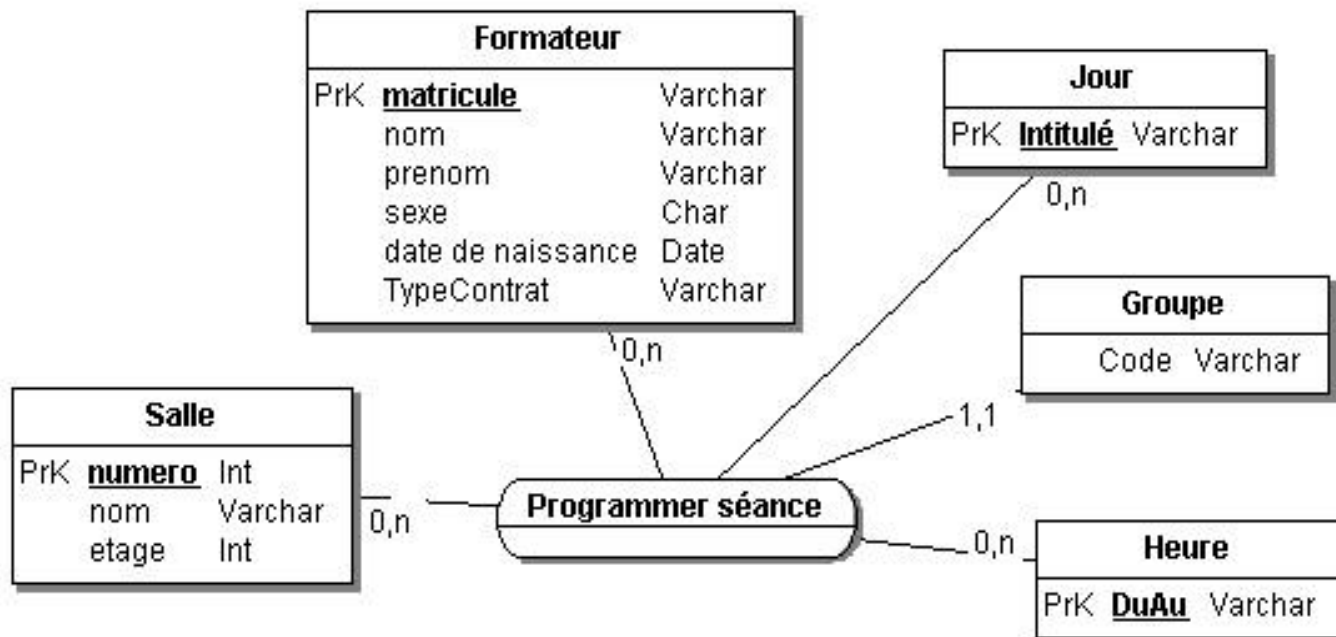 Formateur
PrK matricule Varchar
nom Varchar
prenom Varchar
sexe Char
date de naissance Date
TypeContrat Varchar
0,n
Jour
PrK Intitulé Varchar
0,n
Groupe
Code Varchar
1,1
Salle
PrK numero Int
nom Varchar
etage Int
0,n
Programmer séance
0,n
Heure
PrK DuAu Varchar